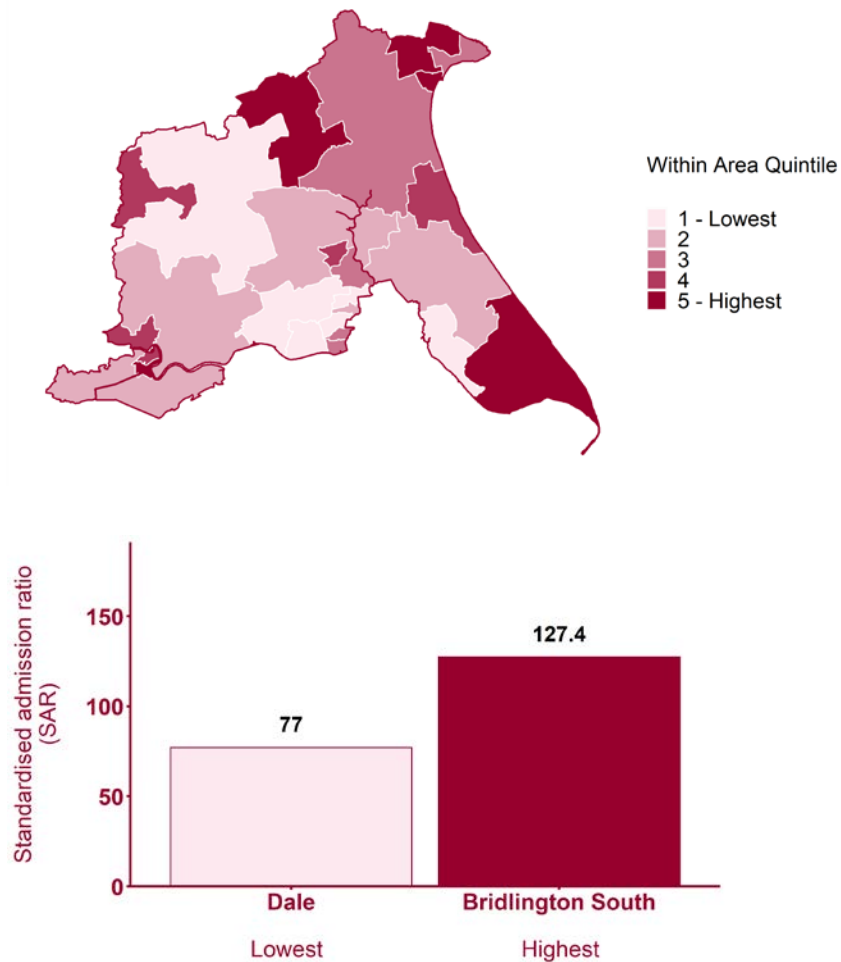 Within Area Quintile
1 - Lowest
2
3
4
5 - Highest
Standardised admission ratio
(SAR)
150
100
50
0
77
127.4
Dale
Bridlington South
Lowest
Highest